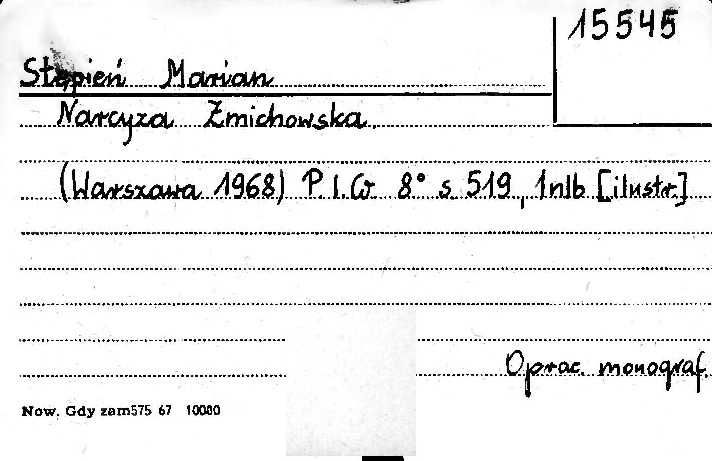 15545
Stępień Marian
Narcyza Żmichowska.
(Warszawa 1968) P.I.W. 8° s. 519, 1nlb [ilustr.]
Oprac. monograf.
Now. Gdy zam575 67 10000